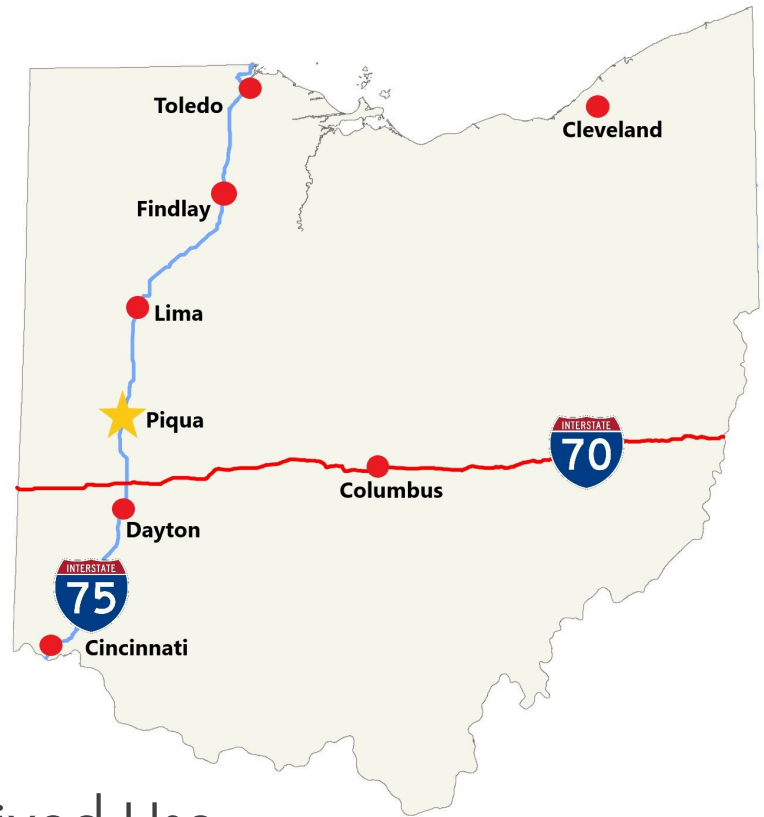 Toledo
Cleveland
Findlay
Lima
Piqua
INTERSTATE
70
Columbus
Dayton
INTERSTATE
75
Cincinnati